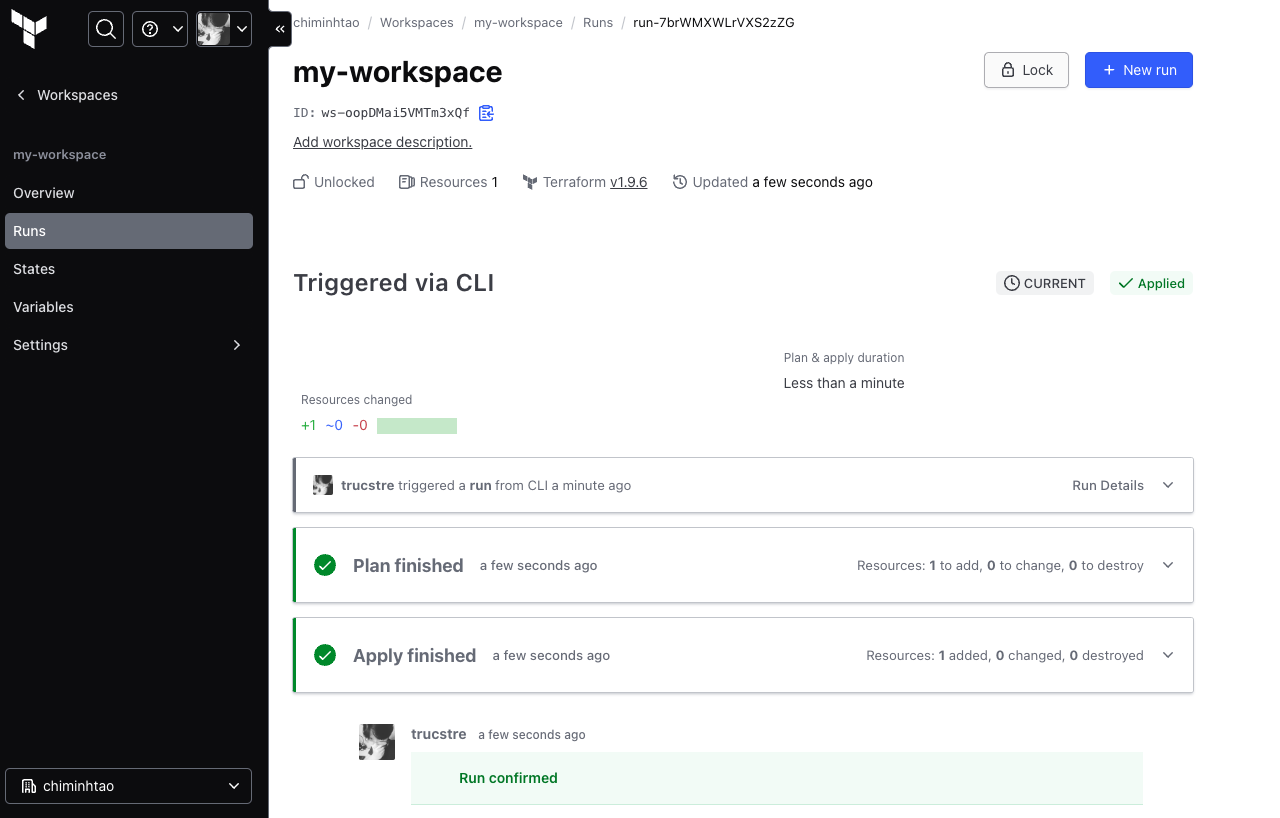 chiminhtao / Workspaces / my-workspace / Runs / run-7brWMXWLrVXS2zZG
my-workspace
Lock
New run
ID: ws-oopDMai5VMTm3xQf
Add workspace description.
Unlocked Resources 1 Terraform v1.9.6 Updated a few seconds ago
Workspaces
my-workspace
Overview
Runs
States
Variables
Settings
chiminhtao
Triggered via CLI
CURRENT
Applied
Plan & apply duration
Less than a minute
Resources changed
+1 ~0 -0
trucstre triggered a run from CLI a minute ago
Run Details
Plan finished a few seconds ago
Resources: 1 to add, 0 to change, 0 to destroy
Apply finished a few seconds ago
Resources: 1 added, 0 changed, 0 destroyed
trucstre a few seconds ago
Run confirmed